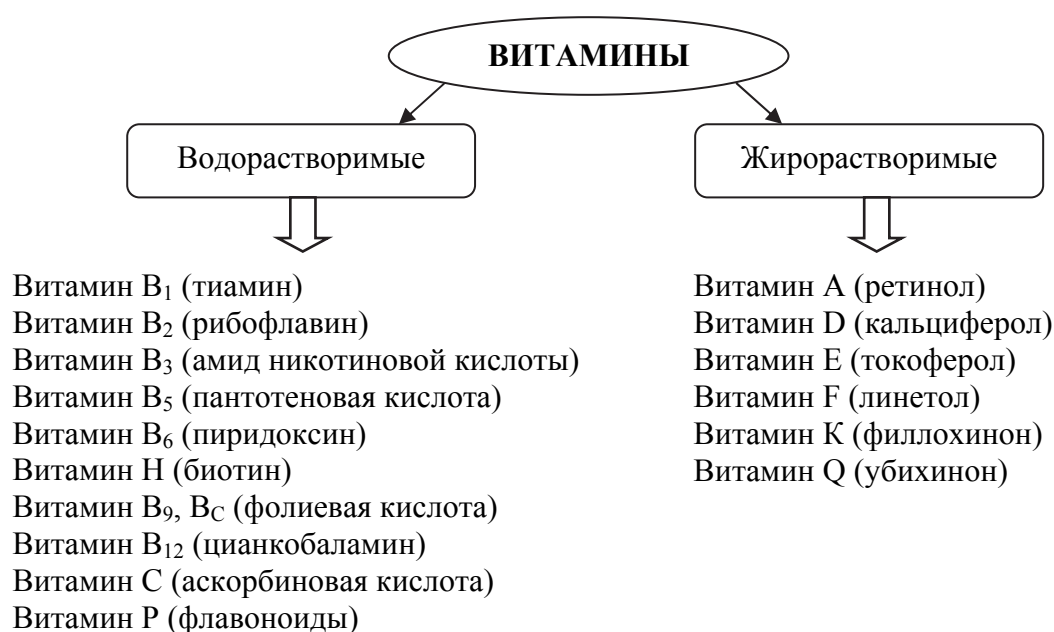 ВИТАМИНЫ
Водорастворимые
Жирорастворимые
Витамин B₁ (тиамин)
Витамин B₂ (рибофлавин)
Витамин B₃ (амид никотиновой кислоты)
Витамин B₅ (пантотеновая кислота)
Витамин B₆ (пиридоксин)
Витамин H (биотин)
Витамин B₉, B_C (фолиевая кислота)
Витамин B₁₂ (цианкобаламин)
Витамин C (аскорбиновая кислота)
Витамин P (флавоноиды)
Витамин A (ретинол)
Витамин D (кальциферол)
Витамин E (токоферол)
Витамин F (линетол)
Витамин K (филлохинон)
Витамин Q (убихинон)